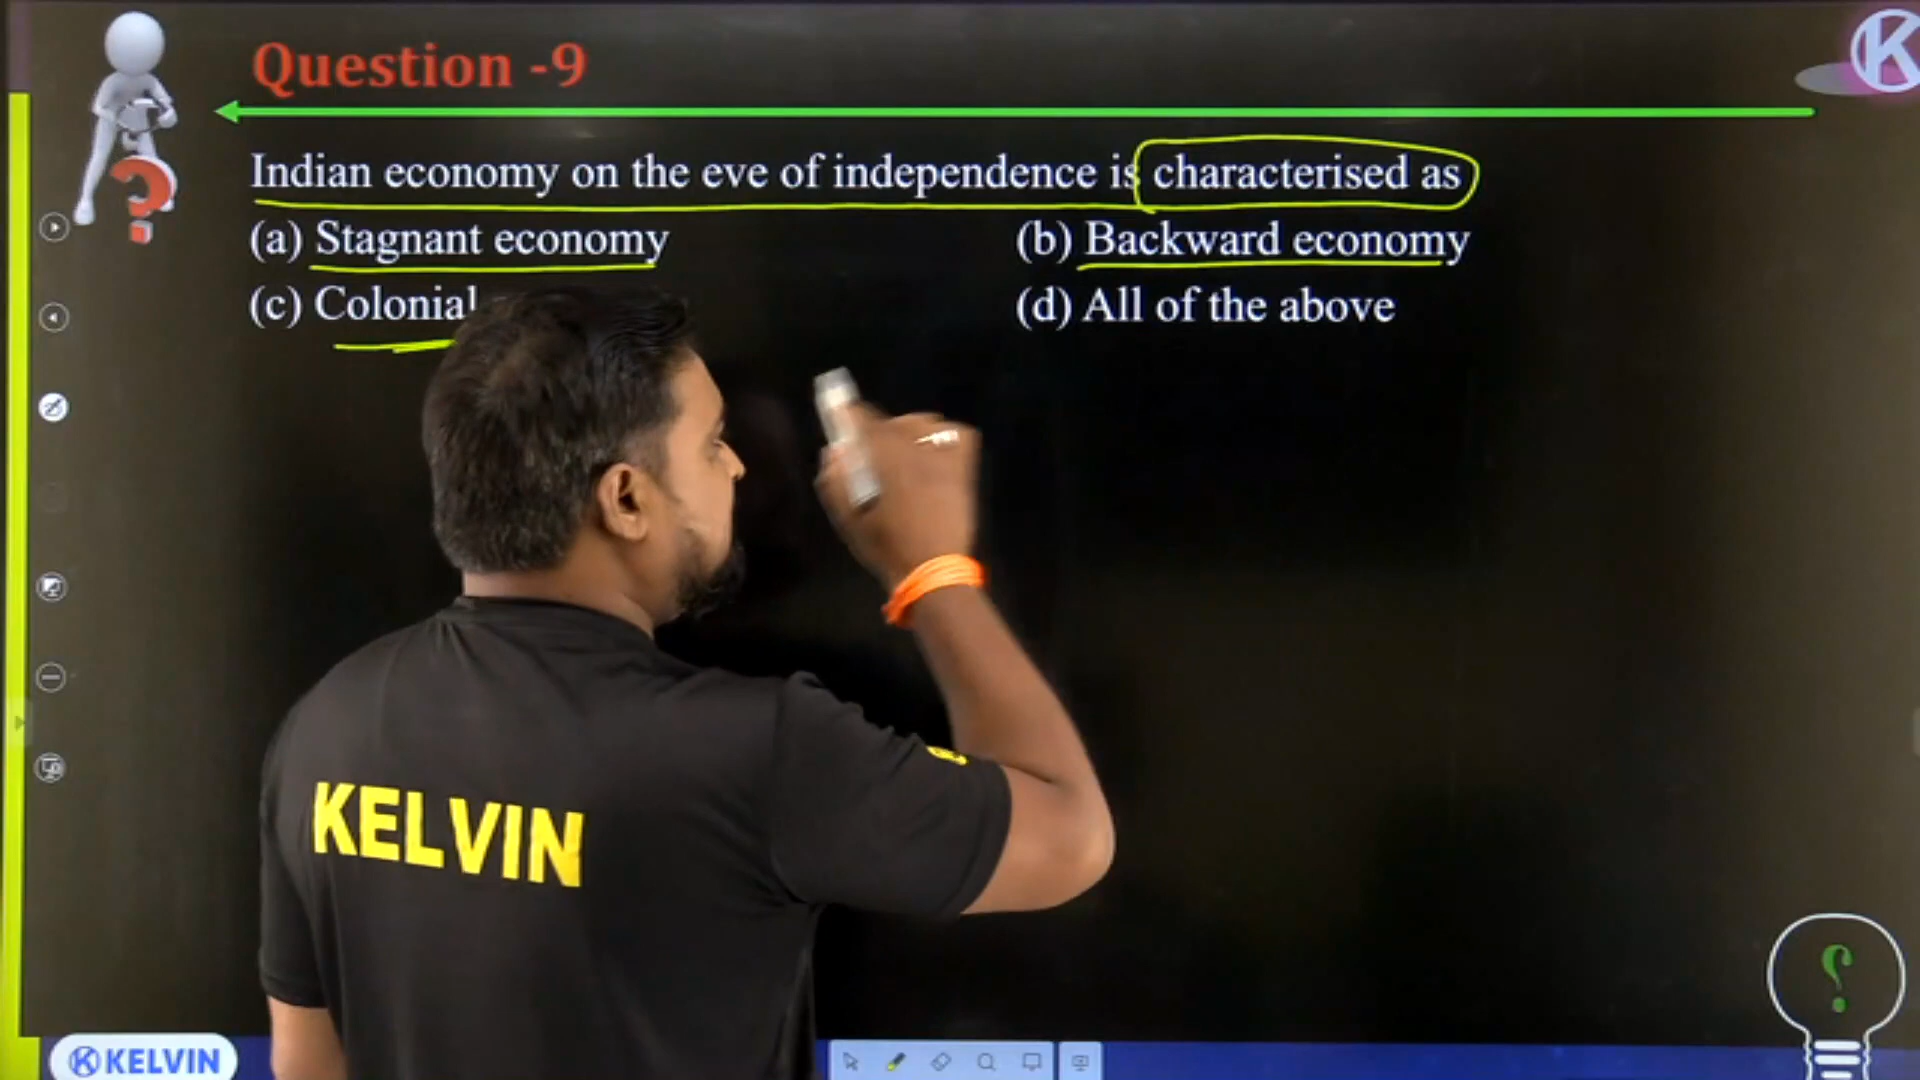 Question -9
Indian economy on the eve of independence is characterised as
(a) Stagnant economy (b) Backward economy
(c) Colonial (d) All of the above
KELVIN
KELVIN